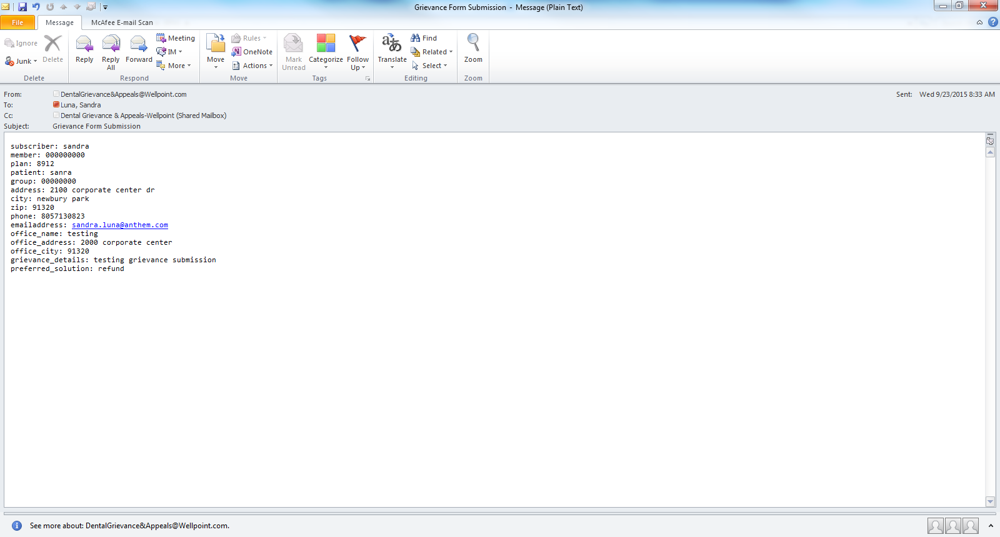 Grievance Form Submission - Message (Plain Text)
File
Message
McAfee E-mail Scan
Ignore
Junk
Delete
Delete
Reply
Reply All
Forward
Meeting
IM
More
Respond
Move
Rules
OneNote
Actions
Move
Mark Unread
Categorize
Follow Up
Tags
Translate
Find
Related
Select
Editing
Zoom
Zoom
From: DentalGrievance&Appeals@Wellpoint.com
Sent: Wed 9/23/2015 8:33 AM
To: Luna, Sandra
Cc: Dental Grievance & Appeals-Wellpoint (Shared Mailbox)
Subject: Grievance Form Submission
subscriber: sandra
member: 000000000
plan: 8912
patient: sanra
group: 00000000
address: 2100 corporate center dr
city: newbury park
zip: 91320
phone: 8057130823
emailaddress: sandra.luna@anthem.com
office_name: testing
office_address: 2000 corporate center
office_city: 91320
grievance_details: testing grievance submission
preferred_solution: refund
See more about: DentalGrievance&Appeals@Wellpoint.com.